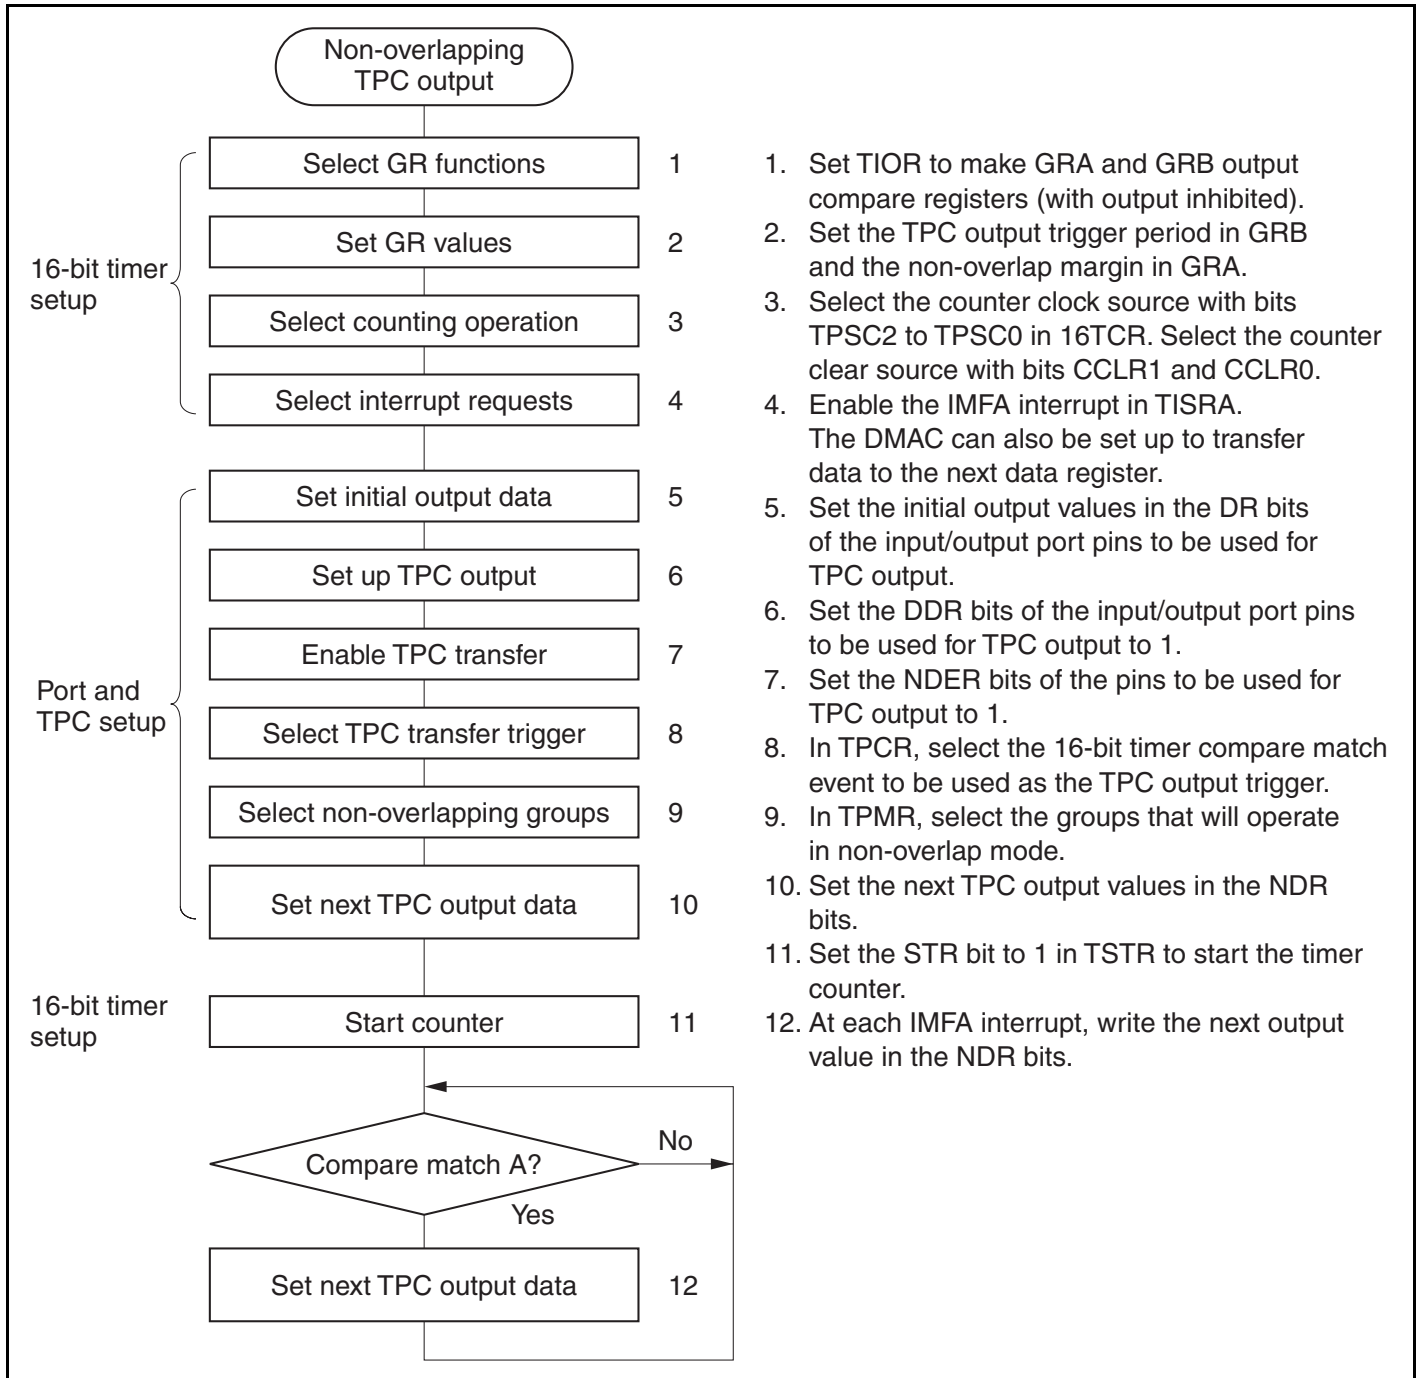 Non-overlapping
TPC output
16-bit timer
setup
Select GR functions 1
Set GR values 2
Select counting operation 3
Select interrupt requests 4
Port and
TPC setup
Set initial output data 5
Set up TPC output 6
Enable TPC transfer 7
Select TPC transfer trigger 8
Select non-overlapping groups 9
Set next TPC output data 10
16-bit timer
setup
Start counter 11
Compare match A?
No
Yes
Set next TPC output data 12
1. Set TIOR to make GRA and GRB output
compare registers (with output inhibited).
2. Set the TPC output trigger period in GRB
and the non-overlap margin in GRA.
3. Select the counter clock source with bits
TPSC2 to TPSC0 in 16TCR. Select the counter
clear source with bits CCLR1 and CCLR0.
4. Enable the IMFA interrupt in TISRA.
The DMAC can also be set up to transfer
data to the next data register.
5. Set the initial output values in the DR bits
of the input/output port pins to be used for
TPC output.
6. Set the DDR bits of the input/output port pins
to be used for TPC output to 1.
7. Set the NDER bits of the pins to be used for
TPC output to 1.
8. In TPCR, select the 16-bit timer compare match
event to be used as the TPC output trigger.
9. In TPMR, select the groups that will operate
in non-overlap mode.
10. Set the next TPC output values in the NDR
bits.
11. Set the STR bit to 1 in TSTR to start the timer
counter.
12. At each IMFA interrupt, write the next output
value in the NDR bits.